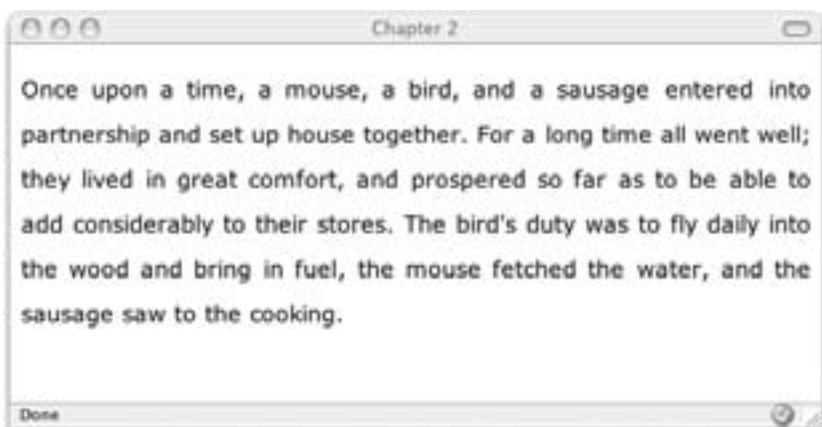 Chapter 2
Once upon a time, a mouse, a bird, and a sausage entered into
partnership and set up house together. For a long time all went well;
they lived in great comfort, and prospered so far as to be able to
add considerably to their stores. The bird's duty was to fly daily into
the wood and bring in fuel, the mouse fetched the water, and the
sausage saw to the cooking.
Done